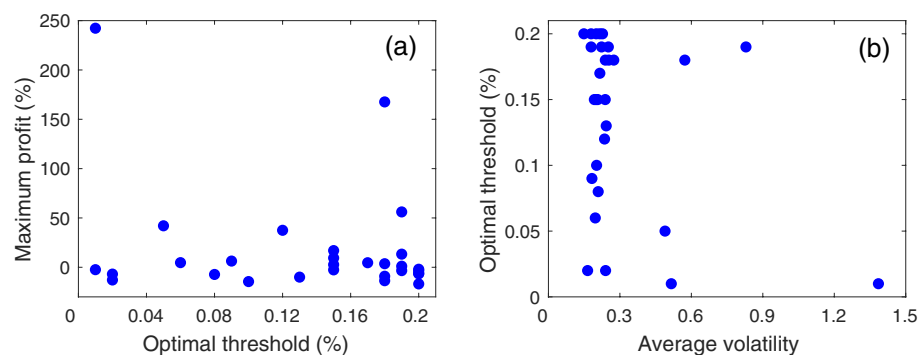 (a)
Maximum profit (%)
250
200
150
100
50
0
0 0.04 0.08 0.12 0.16 0.2
Optimal threshold (%)
(b)
Optimal threshold (%)
0.2
0.15
0.1
0.05
0
0 0.3 0.6 0.9 1.2 1.5
Average volatility